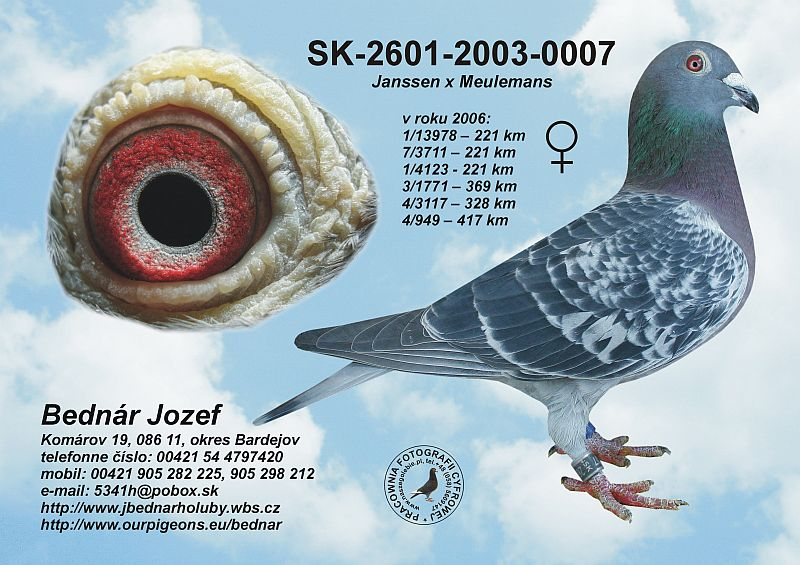 SK-2601-2003-0007
Janssen x Meulemans
v roku 2006:
1/13978 – 221 km
7/3711 – 221 km
1/4123 - 221 km
3/1771 – 369 km
4/3117 – 328 km
4/949 – 417 km
♀
Bednár Jozef
Komárov 19, 086 11, okres Bardejov
telefonne číslo: 00421 54 4797420
mobil: 00421 905 282 225, 905 298 212
e-mail: 5341h@pobox.sk
http://www.jbednarholuby.wbs.cz
http://www.ourpigeons.eu/bednar
PRACOWNIA FOTOGRAFII CYFROWEJ